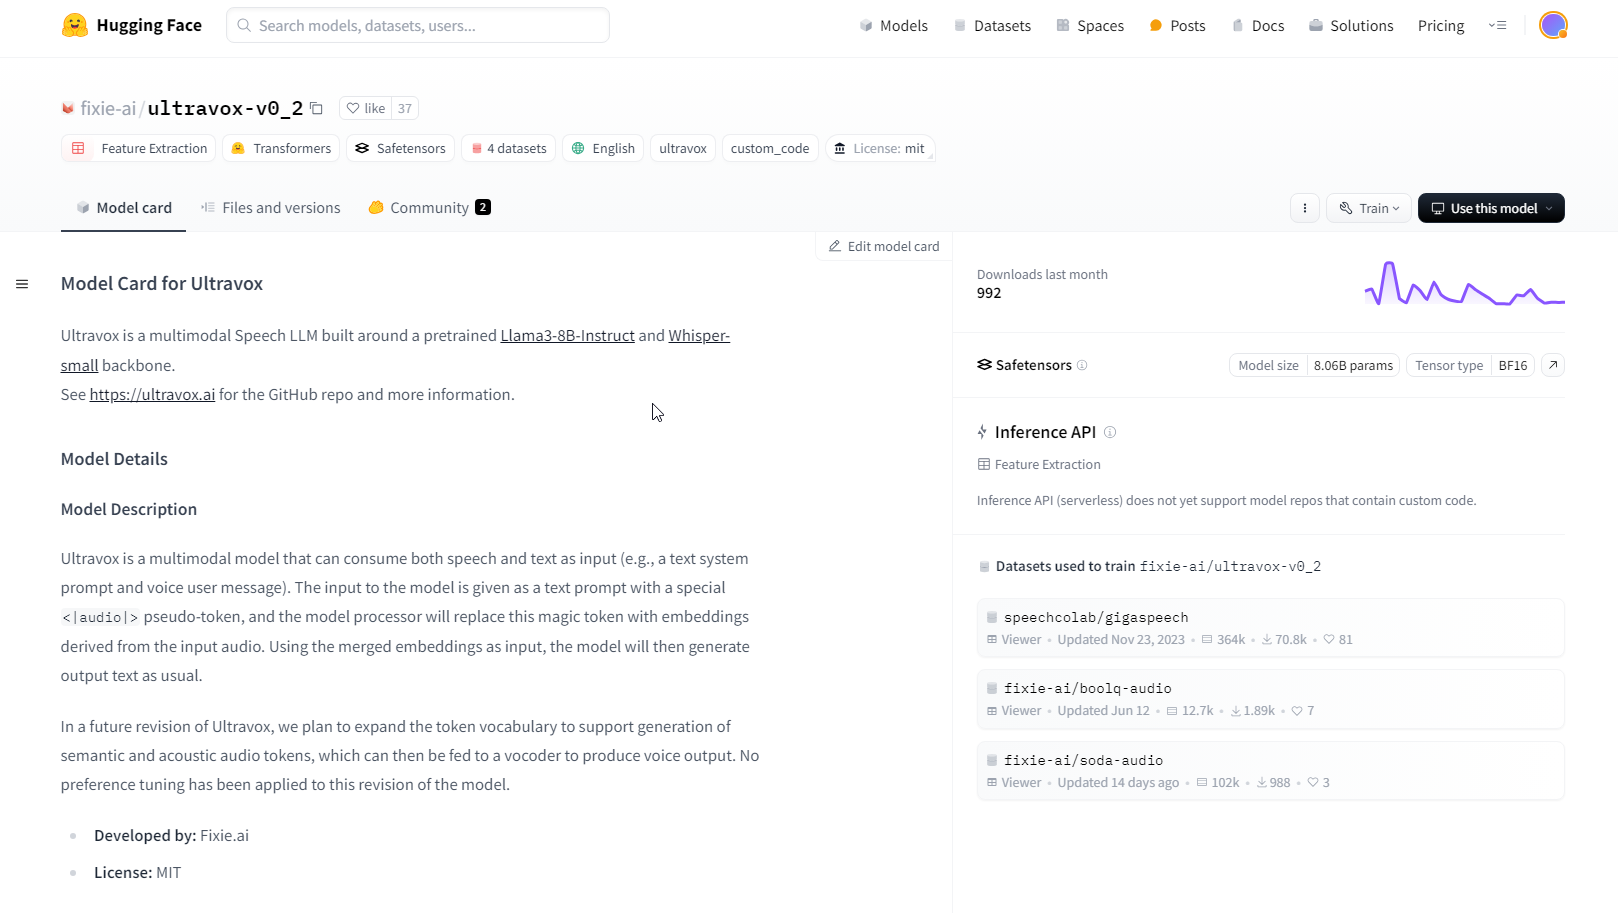 Hugging Face
Search models, datasets, users...
Models
Datasets
Spaces
Posts
Docs
Solutions
Pricing
fixie-ai/ultravox-v0_2
like 37
Feature Extraction
Transformers
Safetensors
4 datasets
English
ultravox
custom_code
License: mit
Model card
Files and versions
Community 2
Train
Use this model
Edit model card
Model Card for Ultravox
Ultravox is a multimodal Speech LLM built around a pretrained Llama3-8B-Instruct and Whisper-
small backbone.
See https://ultravox.ai for the GitHub repo and more information.
Model Details
Model Description
Ultravox is a multimodal model that can consume both speech and text as input (e.g., a text system
prompt and voice user message). The input to the model is given as a text prompt with a special
<|audio|> pseudo-token, and the model processor will replace this magic token with embeddings
derived from the input audio. Using the merged embeddings as input, the model will then generate
output text as usual.
In a future revision of Ultravox, we plan to expand the token vocabulary to support generation of
semantic and acoustic audio tokens, which can then be fed to a vocoder to produce voice output. No
preference tuning has been applied to this revision of the model.
Developed by: Fixie.ai
License: MIT
Downloads last month
992
Safetensors
Model size 8.06B params
Tensor type BF16
Inference API
Feature Extraction
Inference API (serverless) does not yet support model repos that contain custom code.
Datasets used to train fixie-ai/ultravox-v0_2
speechcolab/gigaspeech
Viewer • Updated Nov 23, 2023 • 364k • 70.8k • 81
fixie-ai/boolq-audio
Viewer • Updated Jun 12 • 12.7k • 1.89k • 7
fixie-ai/soda-audio
Viewer • Updated 14 days ago • 102k • 988 • 3